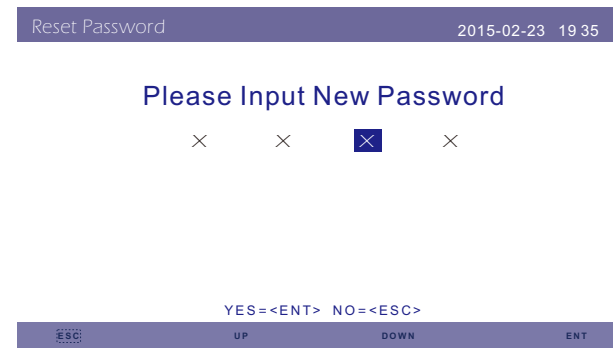 Reset Password 2015-02-23 19 35
Please Input New Password
× × × ×
YES=<ENT> NO=<ESC>
ESC UP DOWN ENT